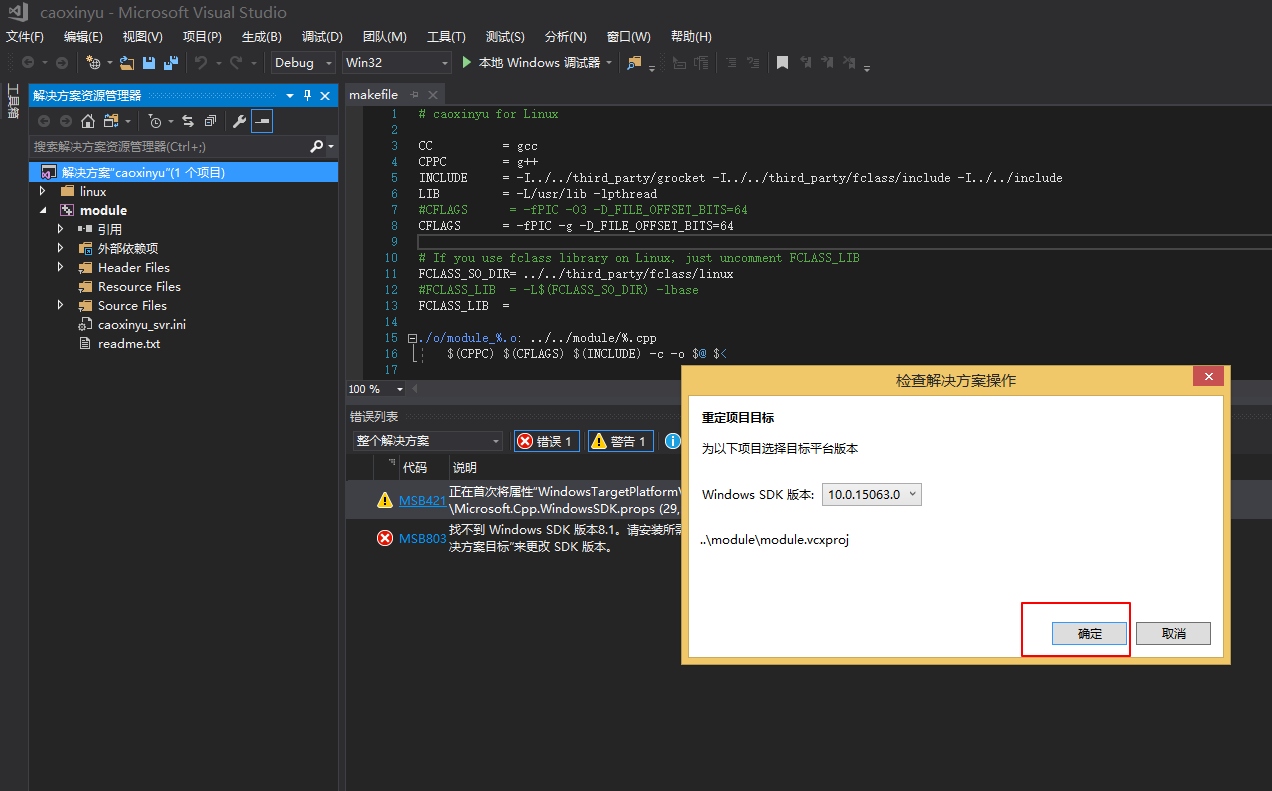 caoxinyu - Microsoft Visual Studio
文件(F) 编辑(E) 视图(V) 项目(P) 生成(B) 调试(D) 团队(M) 工具(T) 测试(S) 分析(N) 窗口(W) 帮助(H)
Debug Win32 本地 Windows 调试器
工具箱
解决方案资源管理器
搜索解决方案资源管理器(Ctrl+;)
解决方案"caoxinyu"(1 个项目)
linux
module
引用
外部依赖项
Header Files
Resource Files
Source Files
caoxinyu_svr.ini
readme.txt
makefile
1 # caoxinyu for Linux
2
3 CC = gcc
4 CPPC = g++
5 INCLUDE = -I../../third_party/grocket -I../../third_party/fclass/include -I../../include
6 LIB = -L/usr/lib -lpthread
7 #CFLAGS = -fPIC -O3 -D_FILE_OFFSET_BITS=64
8 CFLAGS = -fPIC -g -D_FILE_OFFSET_BITS=64
9
10 # If you use fclass library on Linux, just uncomment FCLASS_LIB
11 FCLASS_SO_DIR= ../../third_party/fclass/linux
12 #FCLASS_LIB = -L$(FCLASS_SO_DIR) -lbase
13 FCLASS_LIB =
14
15 ./o/module_%.o: ../../module/%.cpp
16 $(CPPC) $(CFLAGS) $(INCLUDE) -c -o $@ $<
17
100 %
错误列表
整个解决方案 错误 1 警告 1
代码 说明
MSB421 正在首次将属性"WindowsTargetPlatform
\Microsoft.Cpp.WindowsSDK.props (29,
MSB803 找不到 Windows SDK 版本8.1。请安装所需
决方案目标"来更改 SDK 版本。
检查解决方案操作
重定项目目标
为以下项目选择目标平台版本
Windows SDK 版本: 10.0.15063.0
..\module\module.vcxproj
确定 取消